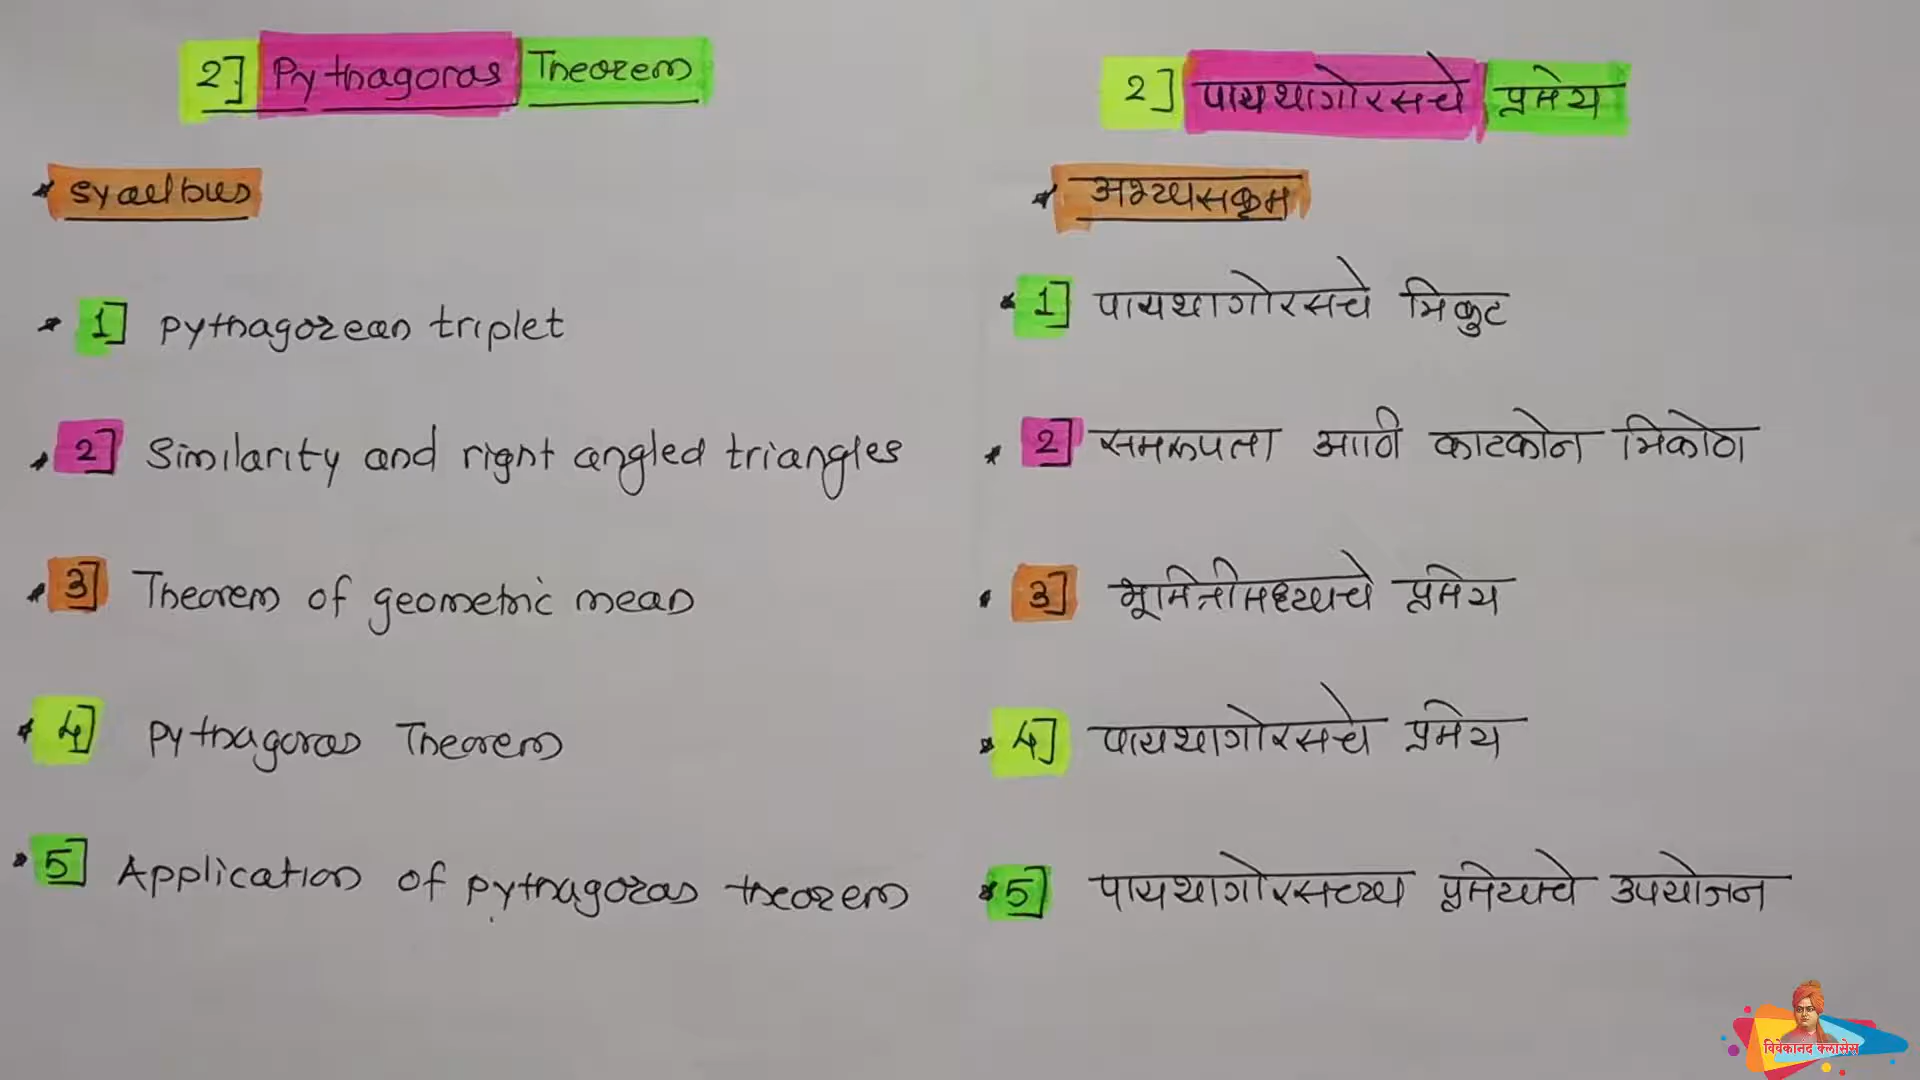 2] Pythagoras Theorem
* syaelbus
* 1] pythagorean triplet
* 2] Similarity and right angled triangles
* 3] Theorem of geometric mean
* 4] Pythagoras Theorem
* 5] Application of pythagoras theorem
2] पायथागोरसचे प्रमेय
* अभ्यासक्रम
* 1] पायथागोरसचे त्रिकुट
* 2] समरूपता आणि काटकोन त्रिकोण
* 3] भूमितीमध्याचे प्रमेय
* 4] पायथागोरसचे प्रमेय
* 5] पायथागोरसच्या प्रमेयाचे उपयोजन
विवेकानंद क्लासेस